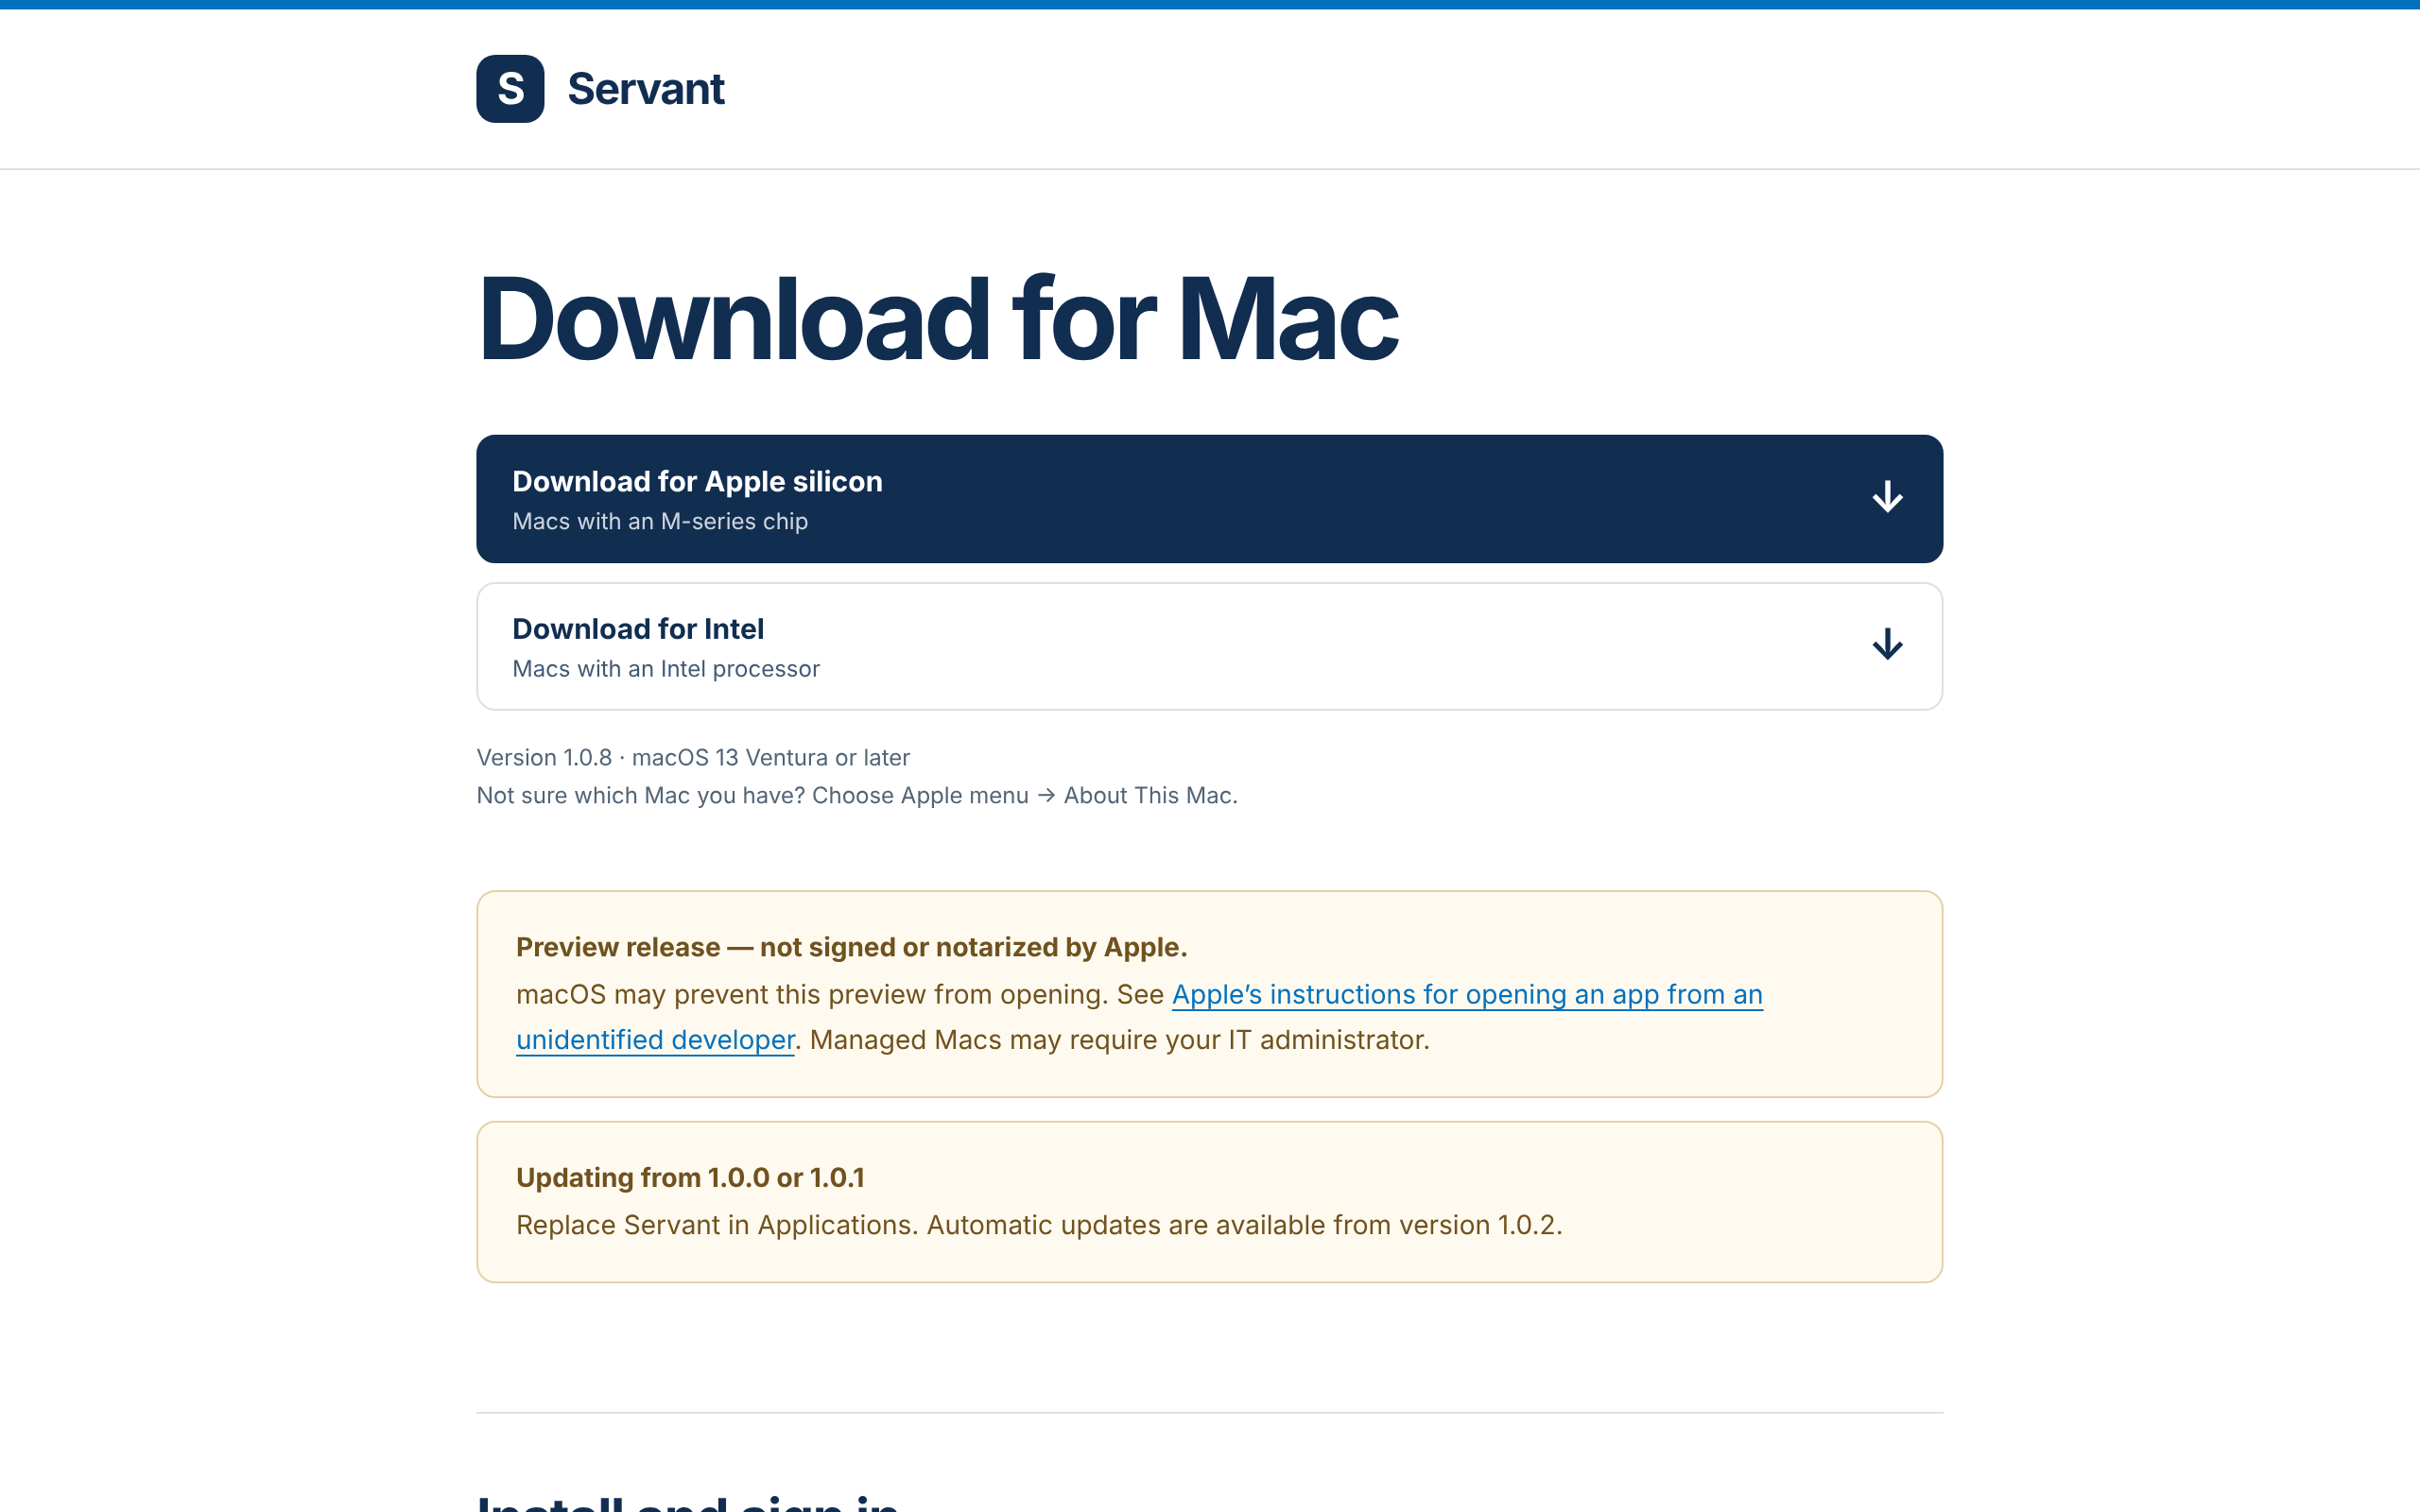 S Servant
Download for Mac
Download for Apple silicon
Macs with an M-series chip
Download for Intel
Macs with an Intel processor
Version 1.0.8 · macOS 13 Ventura or later
Not sure which Mac you have? Choose Apple menu → About This Mac.
Preview release — not signed or notarized by Apple.
macOS may prevent this preview from opening. See Apple’s instructions for opening an app from an
unidentified developer. Managed Macs may require your IT administrator.
Updating from 1.0.0 or 1.0.1
Replace Servant in Applications. Automatic updates are available from version 1.0.2.
Install and sign in